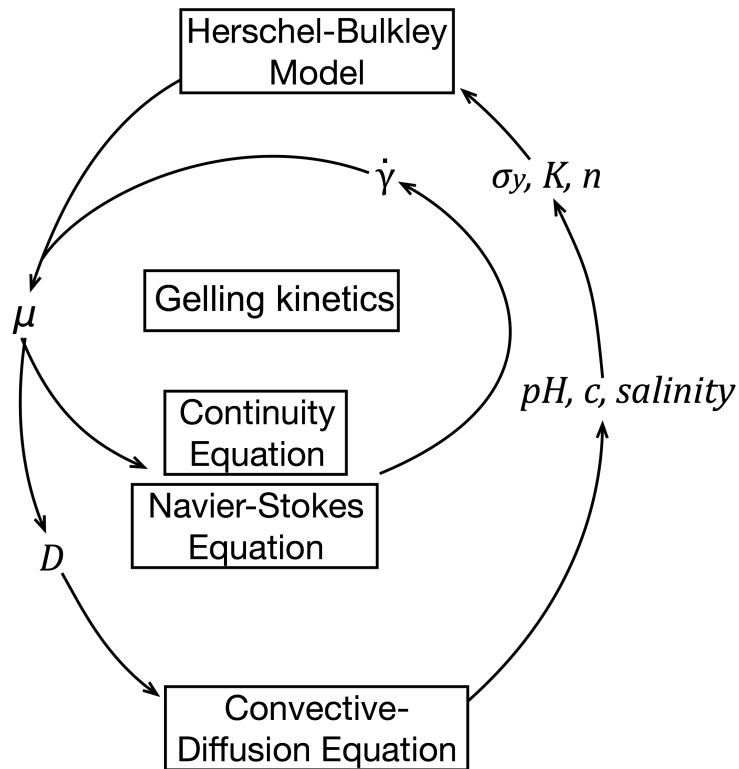 Herschel-Bulkley
Model
γ̇
σy, K, n
Gelling kinetics
μ
pH, c, salinity
Continuity
Equation
Navier-Stokes
Equation
D
Convective-
Diffusion Equation